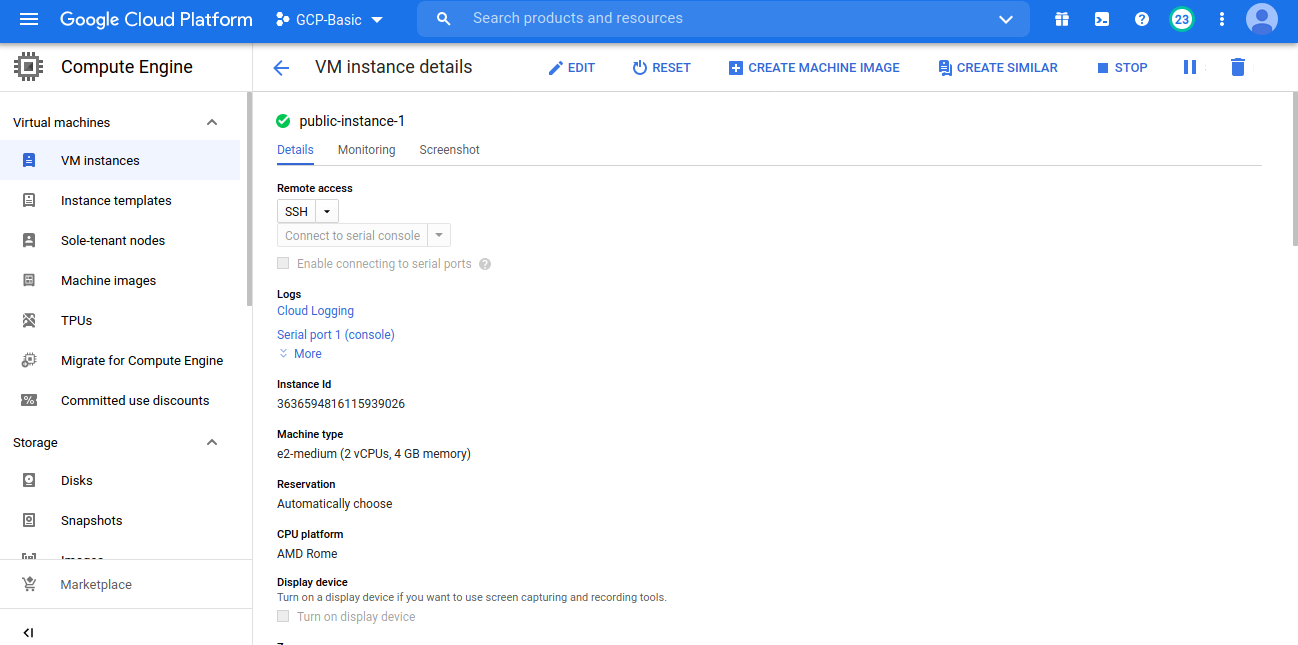 Google Cloud Platform
GCP-Basic
Search products and resources
23
Compute Engine
VM instance details
EDIT
RESET
CREATE MACHINE IMAGE
CREATE SIMILAR
STOP
Virtual machines
VM instances
Instance templates
Sole-tenant nodes
Machine images
TPUs
Migrate for Compute Engine
Committed use discounts
Storage
Disks
Snapshots
Images
Marketplace
public-instance-1
Details
Monitoring
Screenshot
Remote access
SSH
Connect to serial console
Enable connecting to serial ports
Logs
Cloud Logging
Serial port 1 (console)
More
Instance Id
3636594816115939026
Machine type
e2-medium (2 vCPUs, 4 GB memory)
Reservation
Automatically choose
CPU platform
AMD Rome
Display device
Turn on a display device if you want to use screen capturing and recording tools.
Turn on display device